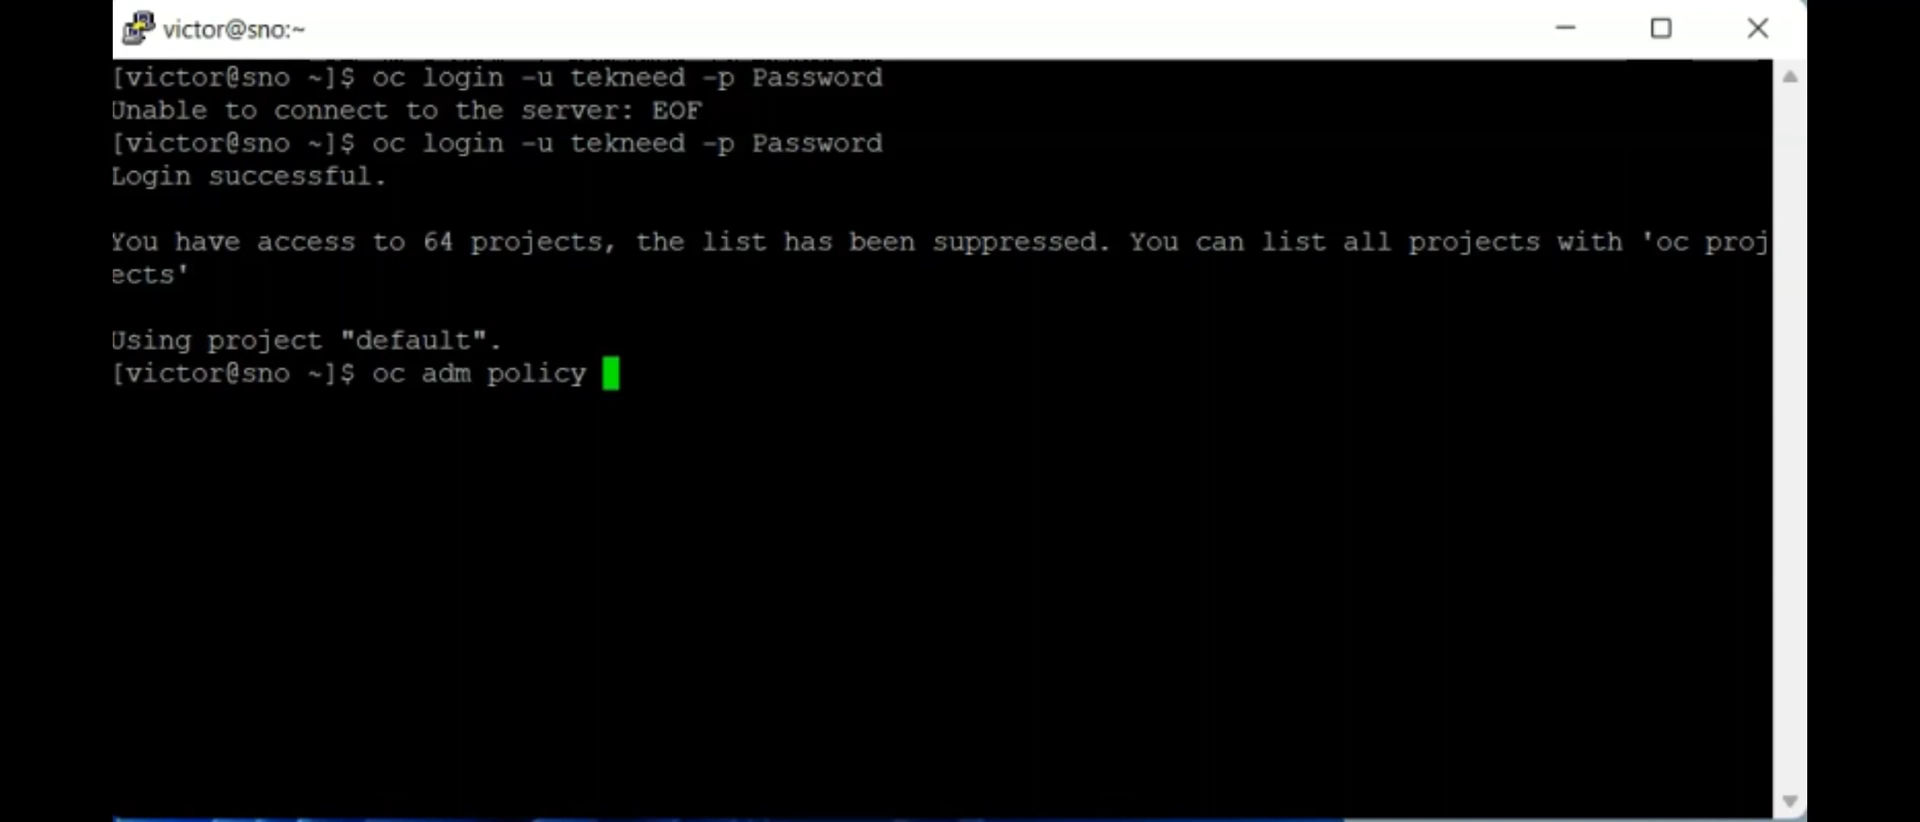 victor@sno:~
[victor@sno ~]$ oc login -u tekneed -p Password
Unable to connect to the server: EOF
[victor@sno ~]$ oc login -u tekneed -p Password
Login successful.
You have access to 64 projects, the list has been suppressed. You can list all projects with 'oc proj
ects'
Using project "default".
[victor@sno ~]$ oc adm policy